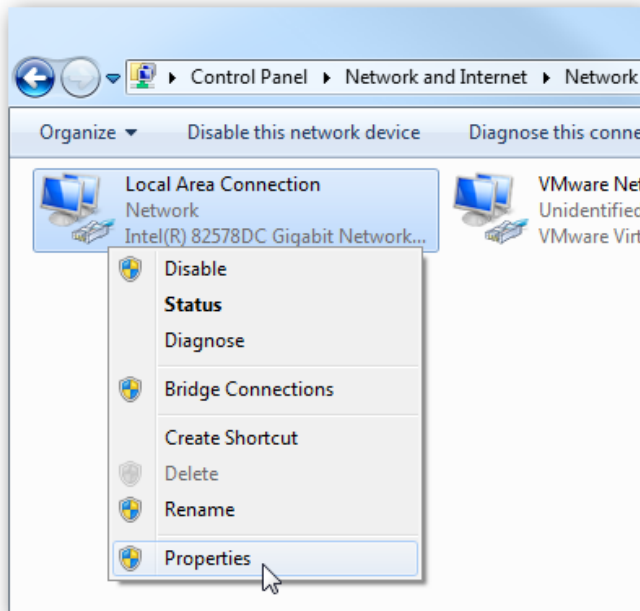 Control Panel Network and Internet Network
Organize Disable this network device Diagnose this conne
Local Area Connection
Network
Intel(R) 82578DC Gigabit Network...
VMware Net
Unidentified
VMware Virt
Disable
Status
Diagnose
Bridge Connections
Create Shortcut
Delete
Rename
Properties